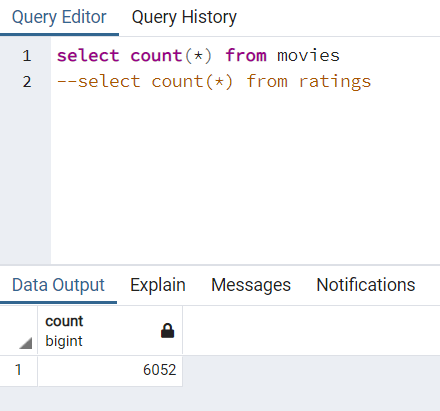 Query Editor Query History
1 select count(*) from movies
2 --select count(*) from ratings
Data Output Explain Messages Notifications
count
bigint
1 6052